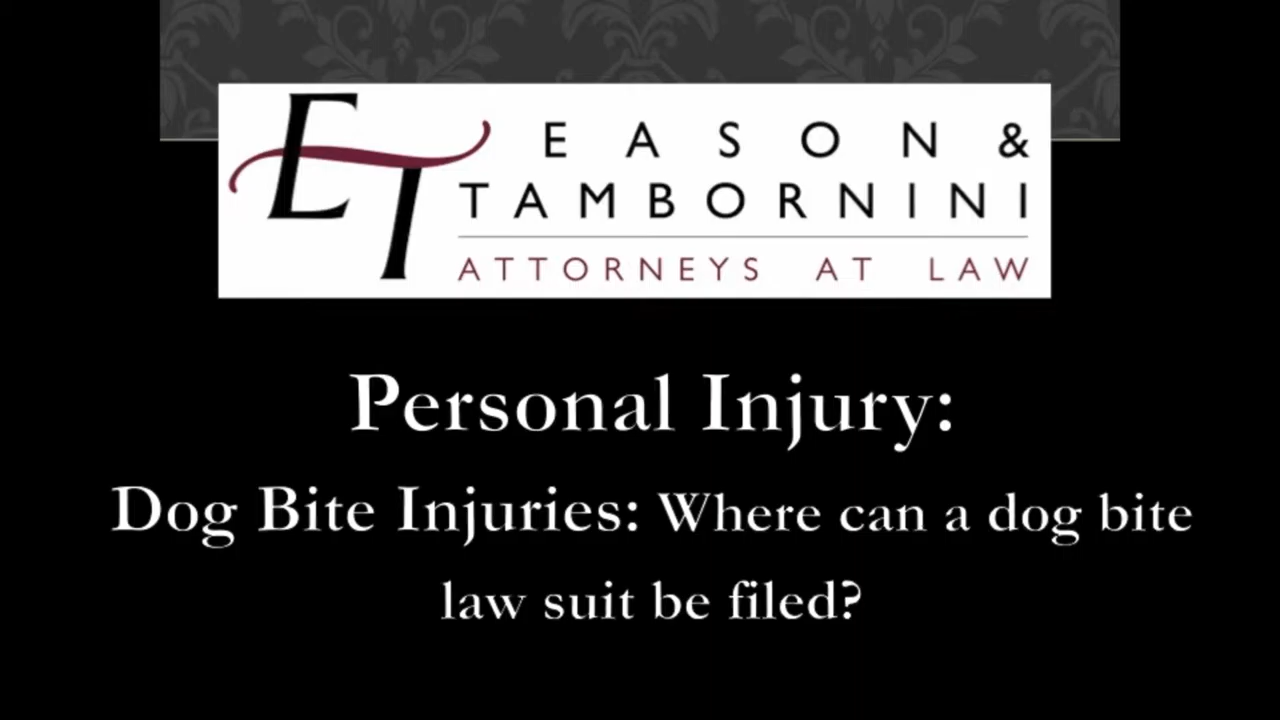 ET
EASON &
TAMBORNINI
ATTORNEYS AT LAW
Personal Injury:
Dog Bite Injuries: Where can a dog bite
law suit be filed?